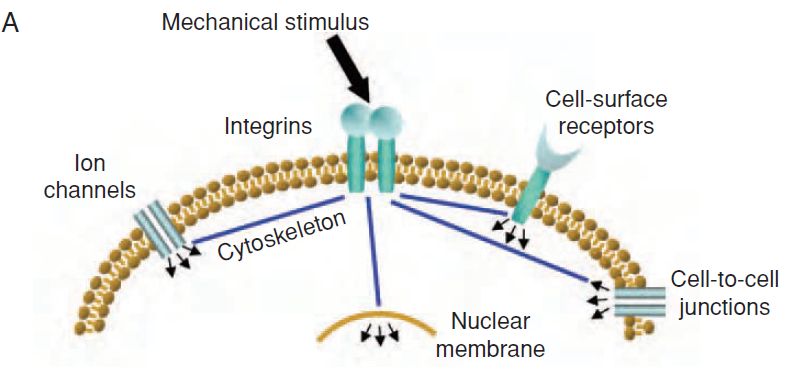 A
Mechanical stimulus
Cell-surface
receptors
Integrins
Ion
channels
Cytoskeleton
Cell-to-cell
junctions
Nuclear
membrane